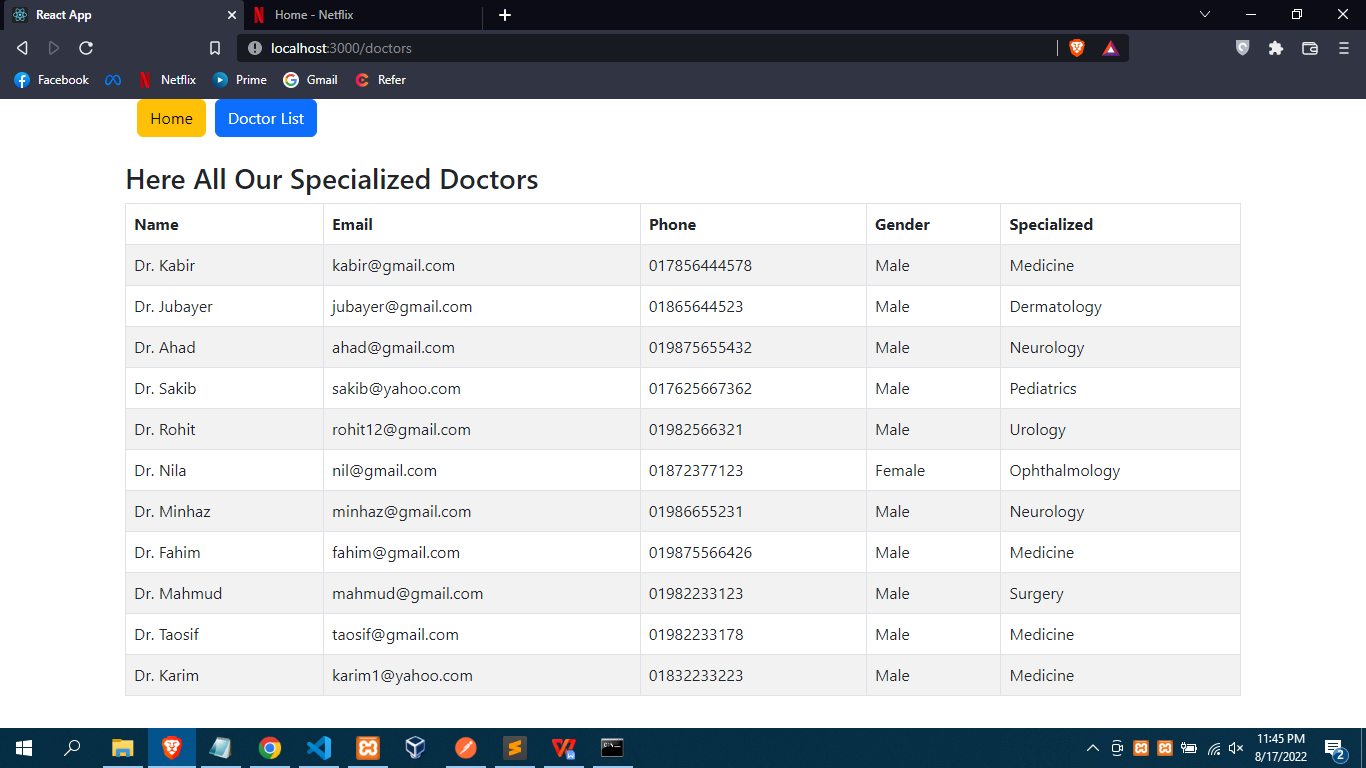 React App
Home - Netflix
localhost:3000/doctors
Facebook Netflix Prime Gmail Refer
Home Doctor List
Here All Our Specialized Doctors
Name Email Phone Gender Specialized
Dr. Kabir kabir@gmail.com 017856444578 Male Medicine
Dr. Jubayer jubayer@gmail.com 01865644523 Male Dermatology
Dr. Ahad ahad@gmail.com 019875655432 Male Neurology
Dr. Sakib sakib@yahoo.com 017625667362 Male Pediatrics
Dr. Rohit rohit12@gmail.com 01982566321 Male Urology
Dr. Nila nil@gmail.com 01872377123 Female Ophthalmology
Dr. Minhaz minhaz@gmail.com 01986655231 Male Neurology
Dr. Fahim fahim@gmail.com 019875566426 Male Medicine
Dr. Mahmud mahmud@gmail.com 01982233123 Male Surgery
Dr. Taosif taosif@gmail.com 01982233178 Male Medicine
Dr. Karim karim1@yahoo.com 01832233223 Male Medicine
11:45 PM
8/17/2022
2